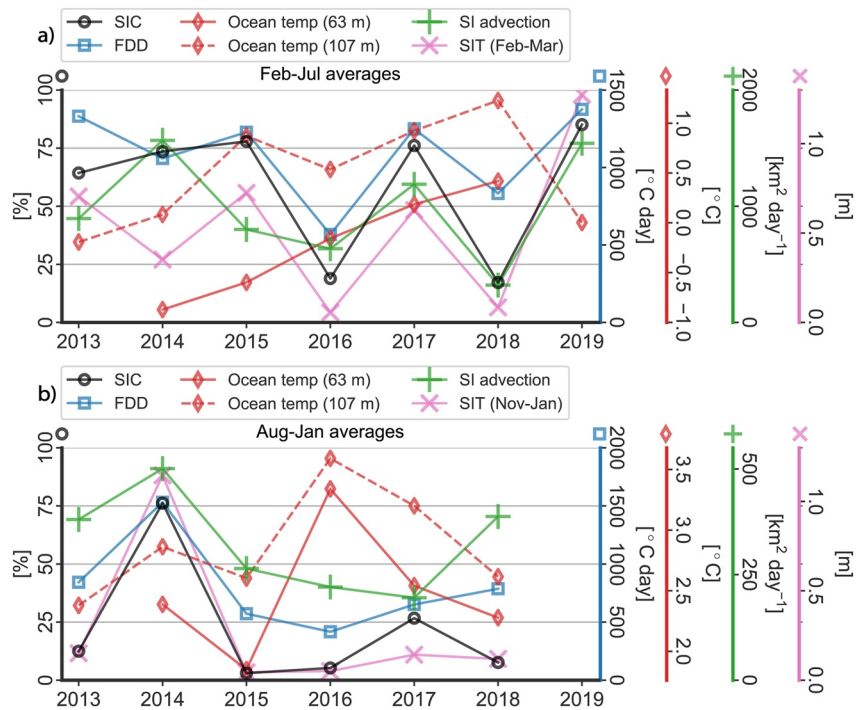 a)
SIC
Ocean temp (63 m)
SI advection
FDD
Ocean temp (107 m)
SIT (Feb-Mar)
Feb-Jul averages
100
75
50
25
0
[%]
2013 2014 2015 2016 2017 2018 2019
0 500 1000 1500
[°C day]
−1.0 −0.5 0.0 0.5 1.0
[°C]
0 1000 2000
[km² day⁻¹]
0.0 0.5 1.0
[m]
b)
SIC
Ocean temp (63 m)
SI advection
FDD
Ocean temp (107 m)
SIT (Nov-Jan)
Aug-Jan averages
100
75
50
25
0
[%]
2013 2014 2015 2016 2017 2018 2019
0 500 1000 1500 2000
[°C day]
2.0 2.5 3.0 3.5
[°C]
0 250 500
[km² day⁻¹]
0.0 0.5 1.0
[m]